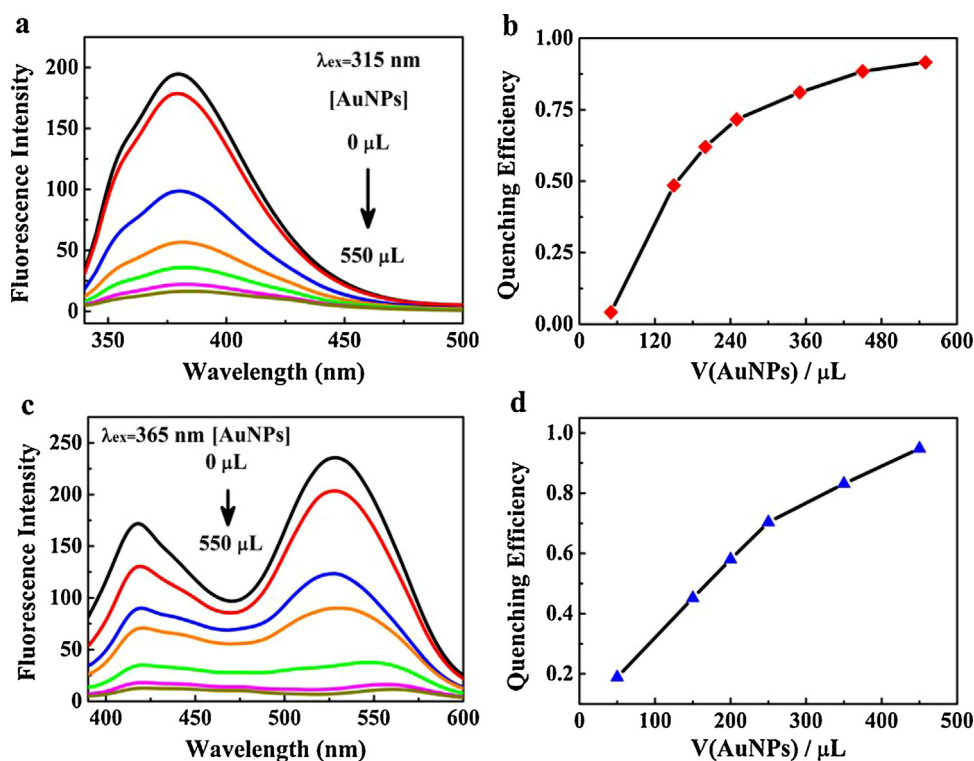 a
Fluorescence Intensity
200
150
100
50
0
λex=315 nm
[AuNPs]
0 μL
550 μL
350 400 450 500
Wavelength (nm)
b
Quenching Efficiency
1.00
0.75
0.50
0.25
0.00
0 120 240 360 480 600
V(AuNPs) / μL
c
Fluorescence Intensity
250
200
150
100
50
0
λex=365 nm [AuNPs]
0 μL
550 μL
400 450 500 550 600
Wavelength (nm)
d
Quenching Efficiency
1.0
0.8
0.6
0.4
0.2
0 100 200 300 400 500
V(AuNPs) / μL